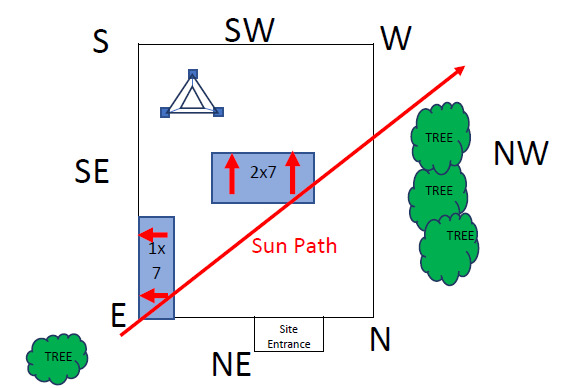 S
SW
W
TREE
NW
SE
2x7
TREE
TREE
1x
7
Sun Path
E
Site
Entrance
N
TREE
NE